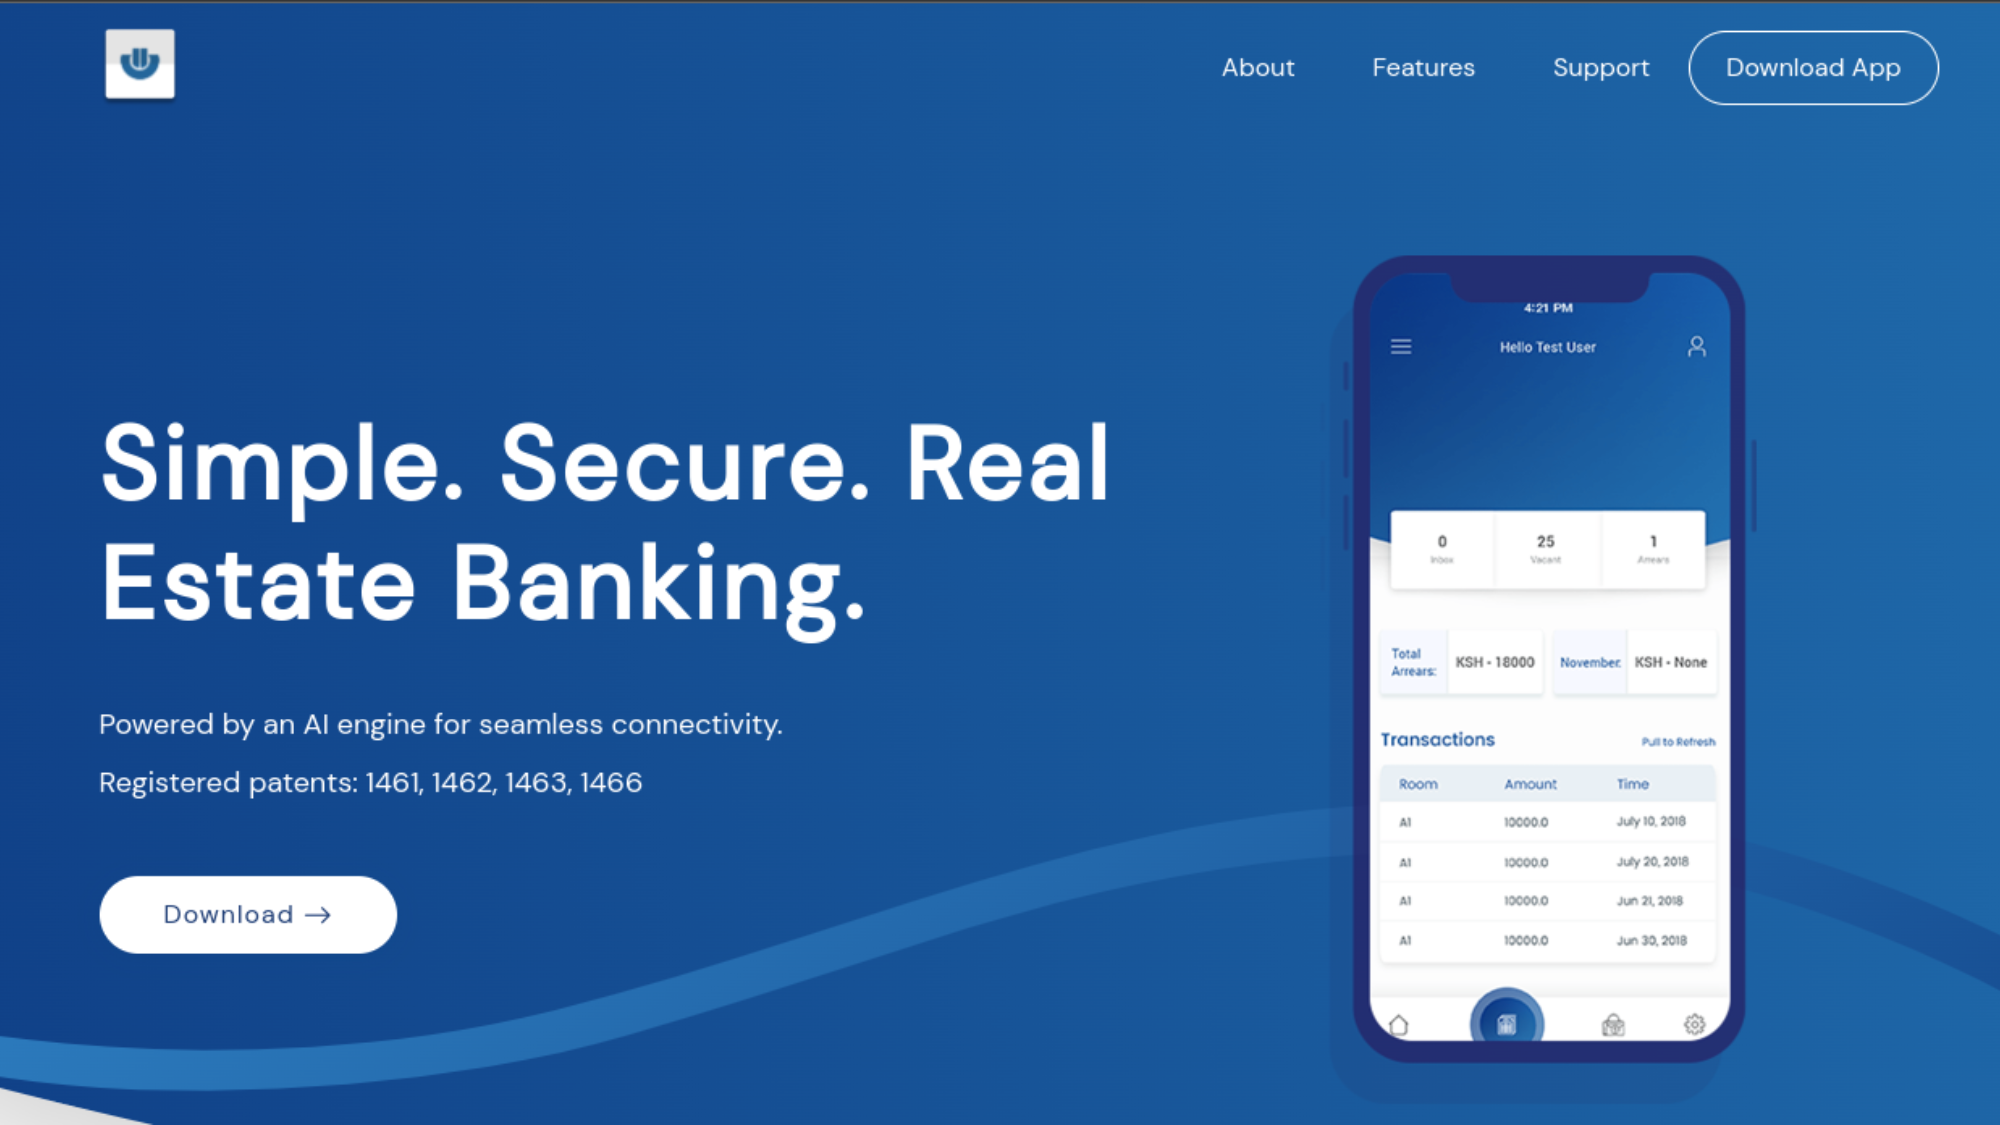 About Features Support Download App
Simple. Secure. Real
Estate Banking.
Powered by an AI engine for seamless connectivity.
Registered patents: 1461, 1462, 1463, 1466
Download →
4:21 PM
Hello Test User
0 25 1
Inbox Vacant Arrears
Total
Arrears: KSH - 18000 November: KSH - None
Transactions Pull to Refresh
Room Amount Time
A1 10000.0 July 10, 2018
A1 10000.0 July 20, 2018
A1 10000.0 Jun 21, 2018
A1 10000.0 Jun 30, 2018